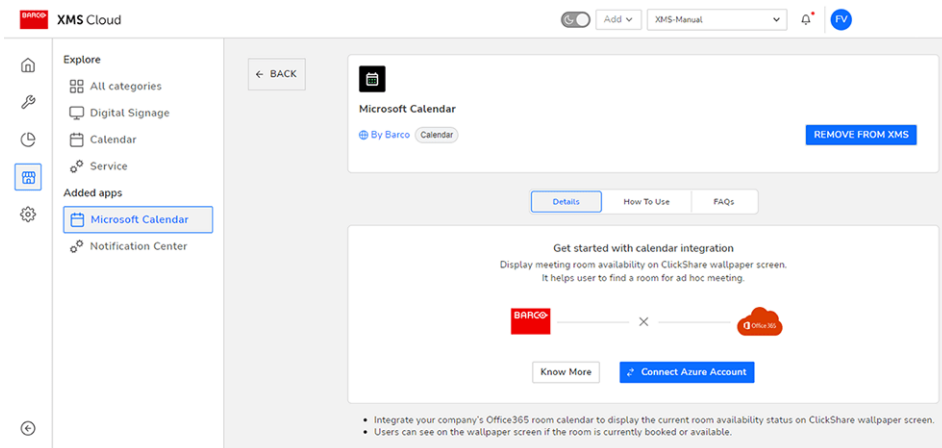 BARCO XMS Cloud
Add
XMS-Manual
FV
Explore
All categories
Digital Signage
Calendar
Service
Added apps
Microsoft Calendar
Notification Center
← BACK
Microsoft Calendar
By Barco Calendar
REMOVE FROM XMS
Details How To Use FAQs
Get started with calendar integration
Display meeting room availability on ClickShare wallpaper screen.
It helps user to find a room for ad hoc meeting.
BARCO
Office 365
Know More Connect Azure Account
• Integrate your company's Office365 room calendar to display the current room availability status on ClickShare wallpaper screen.
• Users can see on the wallpaper screen if the room is currently booked or available.